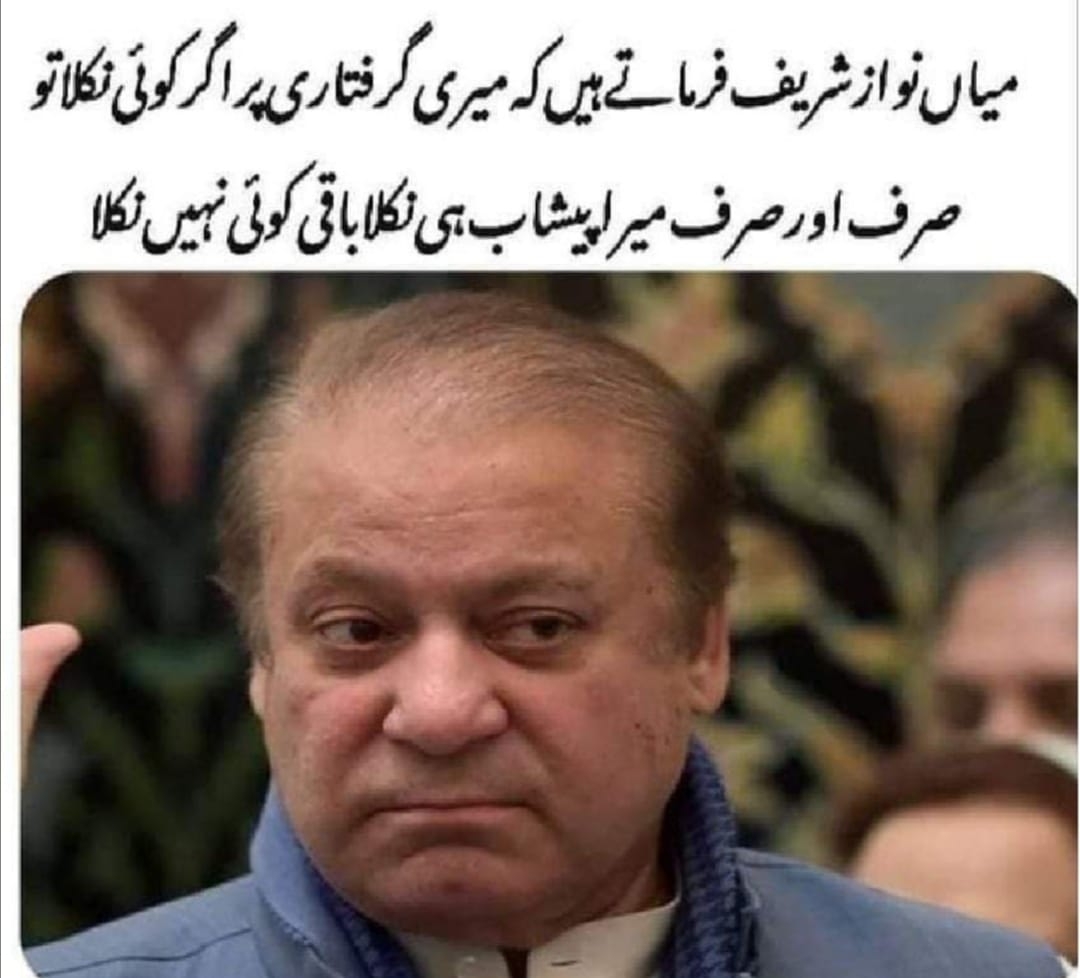 میاں نواز شریف فرماتے ہیں کہ میری گرفتاری پر اگر کوئی نکلا تو
صرف اور صرف میرا پیشاب ہی نکلا باقی کوئی نہیں نکلا